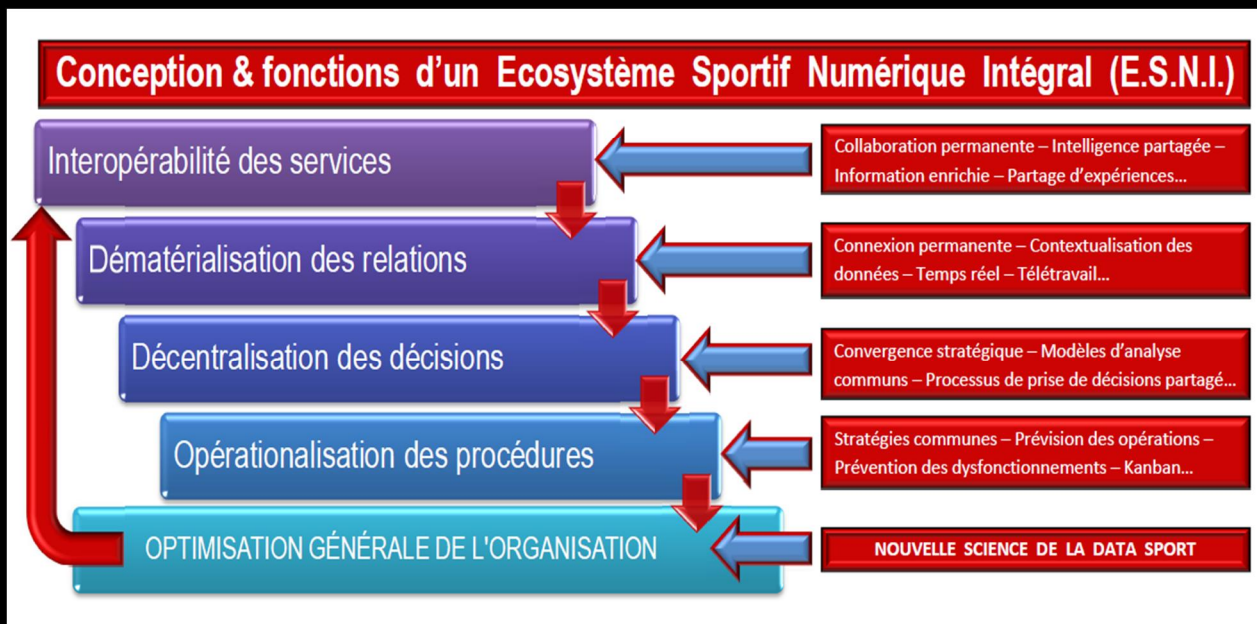 Conception & fonctions d'un Ecosystème Sportif Numérique Intégral (E.S.N.I.)
Interopérabilité des services
Collaboration permanente – Intelligence partagée –
Information enrichie – Partage d'expériences...
Dématérialisation des relations
Connexion permanente – Contextualisation des
données – Temps réel – Télétravail...
Décentralisation des décisions
Convergence stratégique – Modèles d'analyse
communs – Processus de prise de décisions partagé...
Opérationalisation des procédures
Stratégies communes – Prévision des opérations –
Prévention des dysfonctionnements – Kanban...
OPTIMISATION GÉNÉRALE DE L'ORGANISATION
NOUVELLE SCIENCE DE LA DATA SPORT